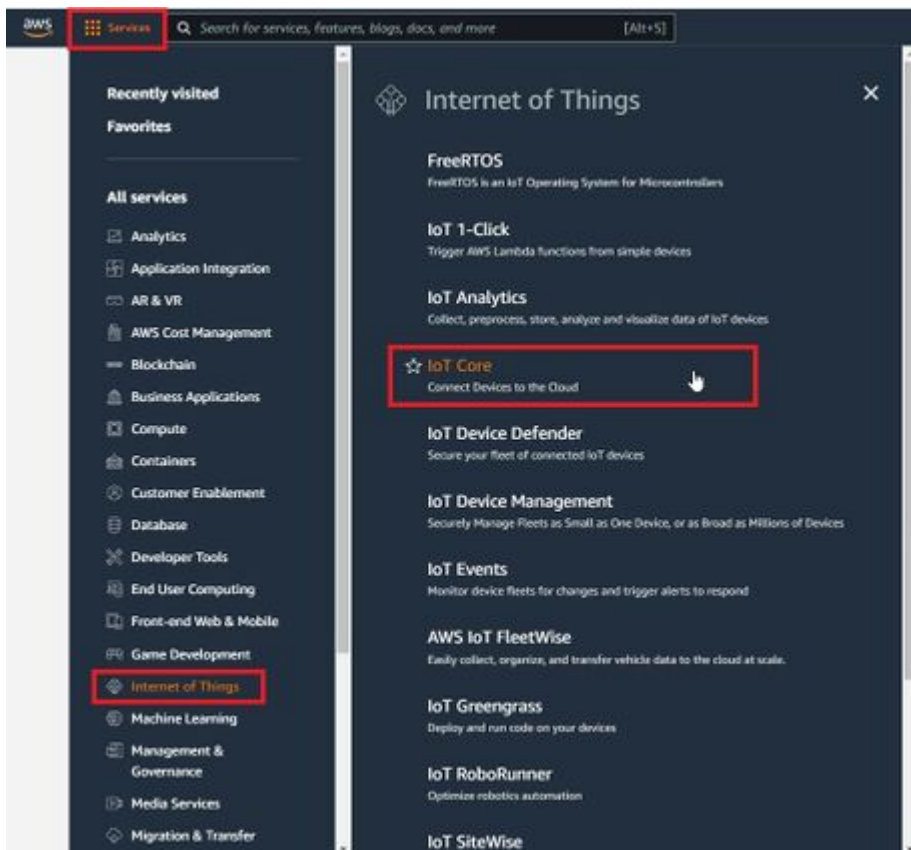 aws
Services
Search for services, features, blogs, docs, and more
[Alt+S]
Recently visited
Favorites
All services
Analytics
Application Integration
AR & VR
AWS Cost Management
Blockchain
Business Applications
Compute
Containers
Customer Enablement
Database
Developer Tools
End User Computing
Front-end Web & Mobile
Game Development
Internet of Things
Machine Learning
Management &
Governance
Media Services
Migration & Transfer
Internet of Things
FreeRTOS
FreeRTOS is an IoT Operating System for Microcontrollers
IoT 1-Click
Trigger AWS Lambda functions from simple devices
IoT Analytics
Collect, preprocess, store, analyze and visualize data of IoT devices
IoT Core
Connect Devices to the Cloud
IoT Device Defender
Secure your fleet of connected IoT devices
IoT Device Management
Securely Manage Fleets as Small as One Device, or as Broad as Millions of Devices
IoT Events
Monitor device fleets for changes and trigger alerts to respond
AWS IoT FleetWise
Easily collect, organize, and transfer vehicle data to the cloud at scale.
IoT Greengrass
Deploy and run code on your devices
IoT RoboRunner
Optimize robotics automation
IoT SiteWise